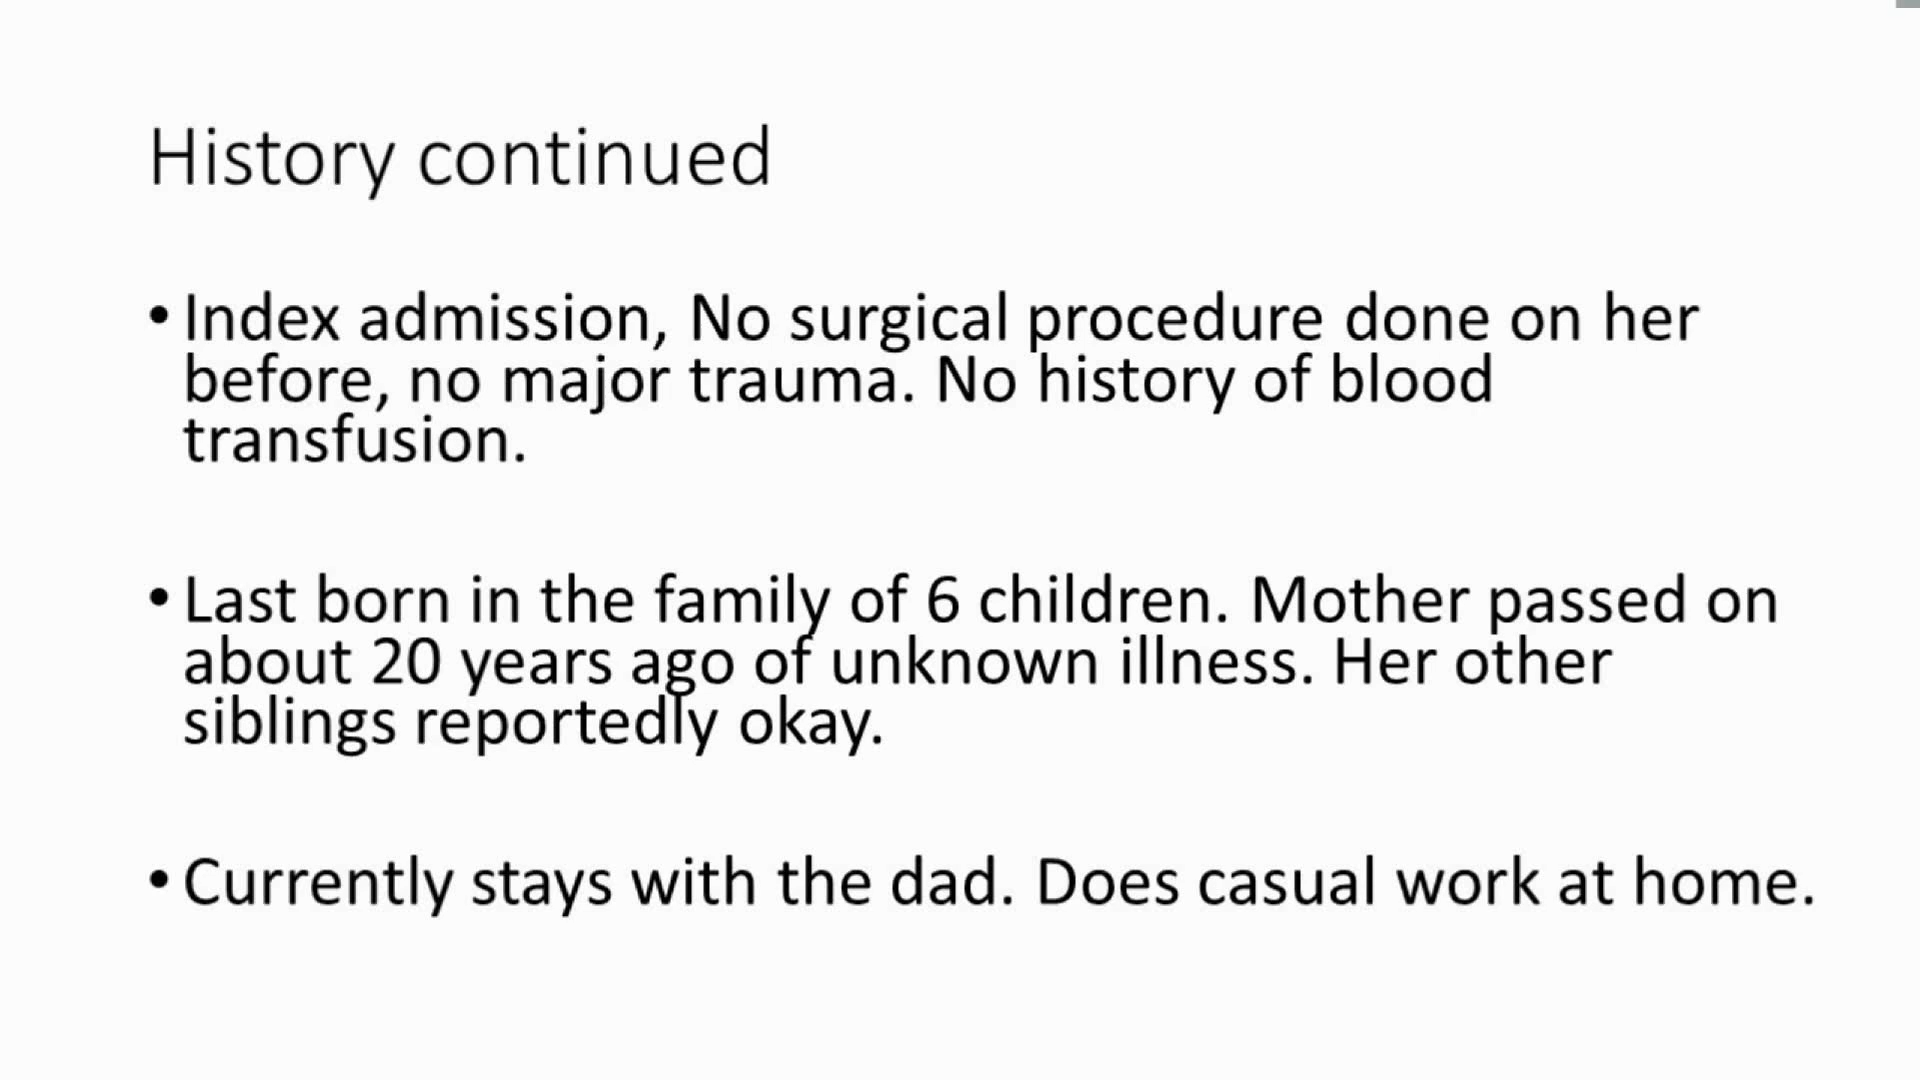 History continued
• Index admission, No surgical procedure done on her
before, no major trauma. No history of blood
transfusion.
• Last born in the family of 6 children. Mother passed on
about 20 years ago of unknown illness. Her other
siblings reportedly okay.
• Currently stays with the dad. Does casual work at home.